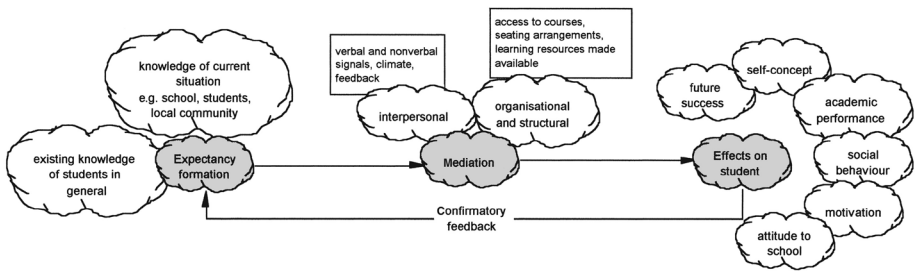 knowledge of current
situation
e.g. school, students,
local community
existing knowledge
of students in
general
Expectancy
formation
verbal and nonverbal
signals, climate,
feedback
interpersonal
access to courses,
seating arrangements,
learning resources made
available
organisational
and structural
Mediation
Confirmatory
feedback
Effects on
student
future
success
self-concept
academic
performance
social
behaviour
motivation
attitude to
school